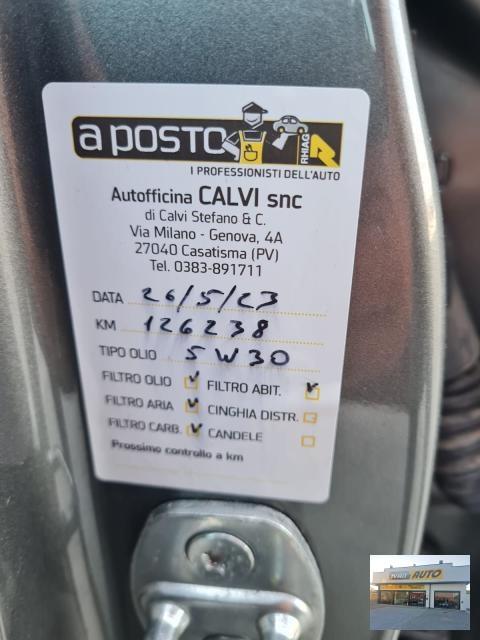 a posto
RHIAG
I PROFESSIONISTI DELL'AUTO
Autofficina CALVI snc
di Calvi Stefano & C.
Via Milano - Genova, 4A
27040 Casatisma (PV)
Tel. 0383-891711
DATA 26/5/23
KM 126238
TIPO OLIO 5W30
FILTRO OLIO ✓ FILTRO ABIT. ✓
FILTRO ARIA ✓ CINGHIA DISTR.
FILTRO CARB. ✓ CANDELE
Prossimo controllo a km
AUTO